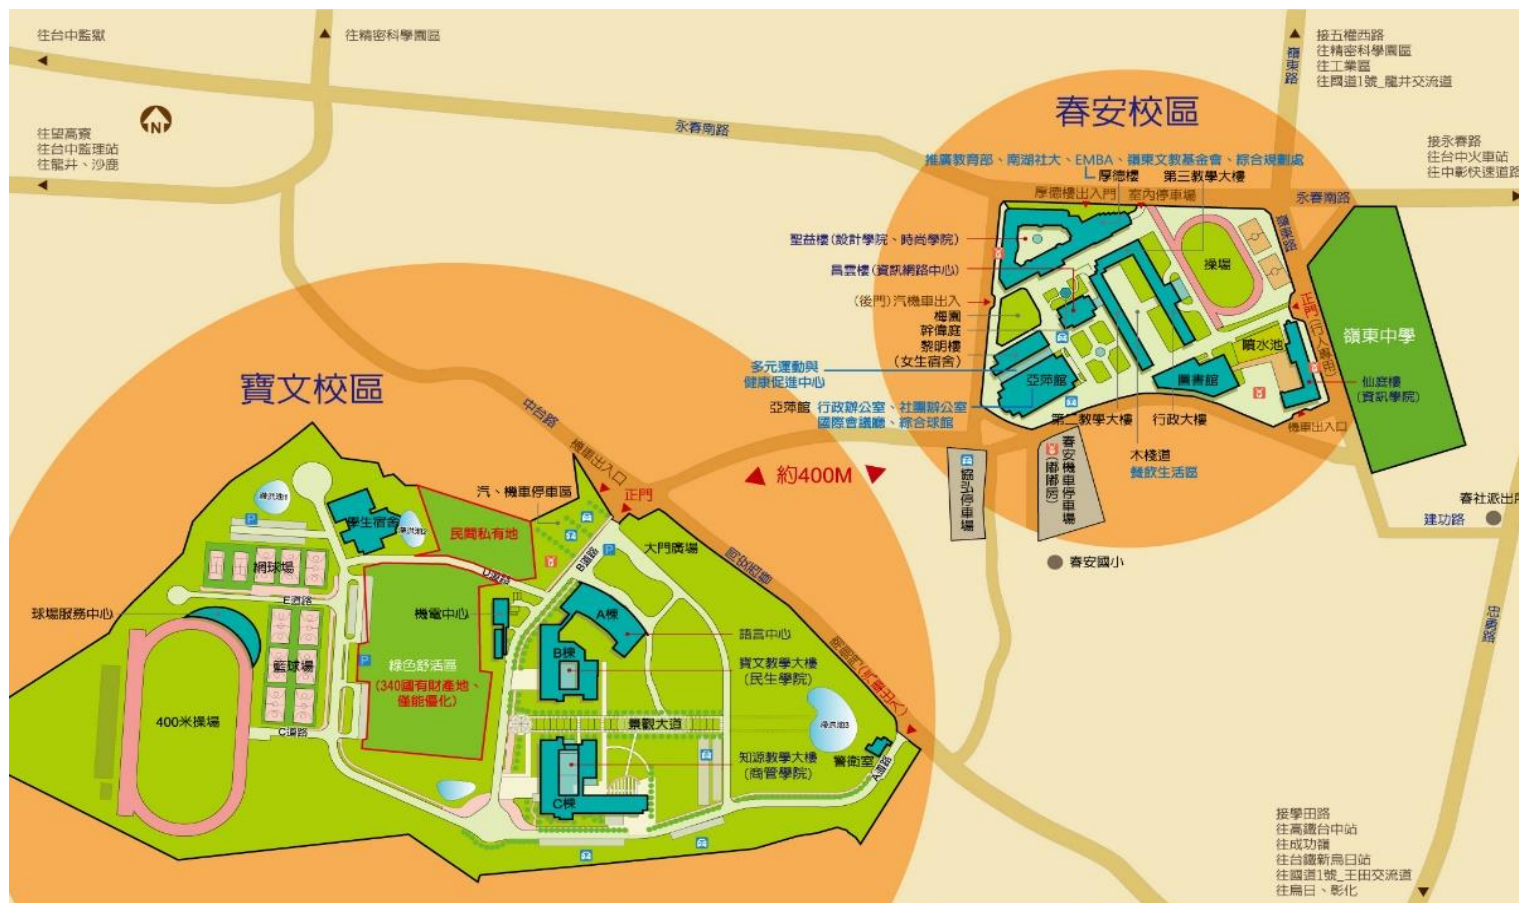 往台中監獄
往精密科學園區
接五權西路
往精密科學園區
往工業區
往國道1號_龍井交流道
嶺東路
N
往望高寮
往台中監理站
往龍井、沙鹿
永春南路
春安校區
接永春路
往台中火車站
往中彰快速道路
推廣教育部、南湖社大、EMBA、嶺東文教基金會、綜合規劃處
厚德樓
第三教學大樓
厚德樓出入門
室內停車場
永春南路
嶺東路
聖益樓(設計學院、時尚學院)
昌雲樓(資訊網路中心)
(後門)汽機車出入
梅園
幹偉庭
黎明樓
(女生宿舍)
操場
正門(行人專用)
嶺東中學
噴水池
圖書館
仙庭樓
(資訊學院)
多元運動與
健康促進中心
亞萍館
亞萍館 行政辦公室、社團辦公室
國際會議廳、綜合球館
第二教學大樓
行政大樓
機車出入口
木棧道
餐飲生活區
寶文校區
中台路
機車出入口
約400M
協弘停車場
春安機車停車場
(嘟嘟房)
春社派出所
建功路
春安國小
忠勇路
正門
汽、機車停車區
滯洪池1
學生宿舍
滯洪池2
民間私有地
大門廣場
P
P
P
B道路
D道路
網球場
E道路
球場服務中心
機電中心
A棟
語言中心
B棟
寶文教學大樓
(民生學院)
籃球場
綠色舒活區
(340國有財產地、
僅能優化)
400米操場
C道路
景觀大道
滯洪池3
知源教學大樓
(商管學院)
警衛室
A道路
C棟
接學田路
往高鐵台中站
往成功嶺
往台鐵新烏日站
往國道1號_王田交流道
往烏日、彰化